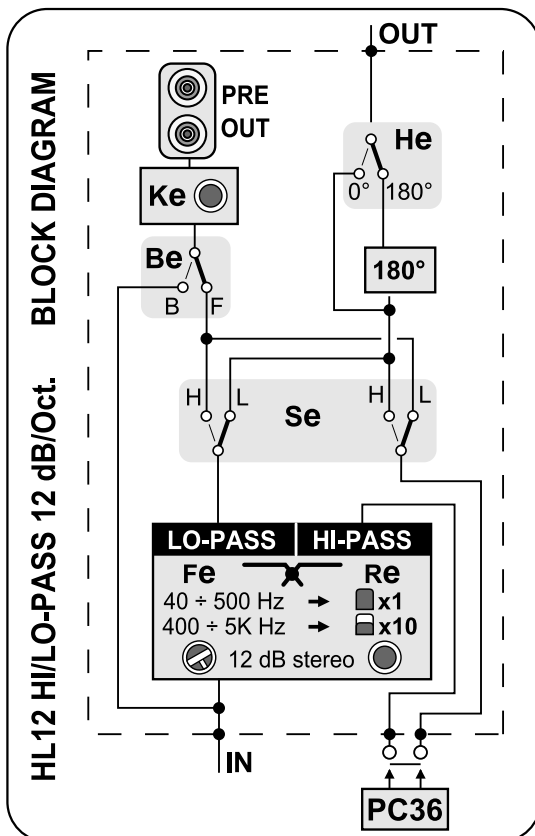 HL12 HI/LO-PASS 12 dB/Oct. BLOCK DIAGRAM
OUT
PRE
OUT
He
0° 180°
Ke
Be
B F
180°
H L
Se
H L
LO-PASS HI-PASS
Fe Re
40 ÷ 500 Hz x1
400 ÷ 5K Hz x10
12 dB stereo
IN
PC36